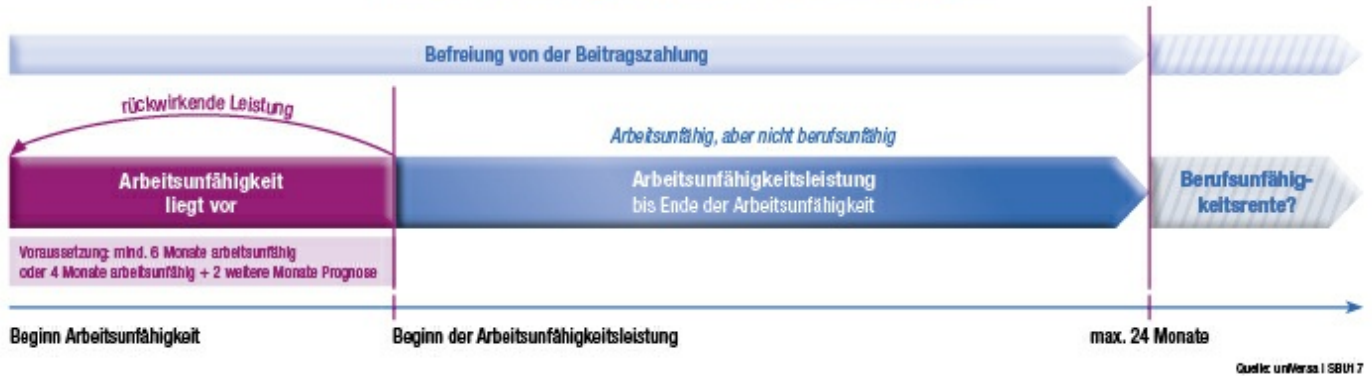 Befreiung von der Beitragszahlung
rückwirkende Leistung
Arbeitsunfähig, aber nicht berufsunfähig
Arbeitsunfähigkeit
liegt vor
Arbeitsunfähigkeitsleistung
bis Ende der Arbeitsunfähigkeit
Berufsunfähig-
keitsrente?
Voraussetzung: mind. 6 Monate arbeitsunfähig
oder 4 Monate arbeitsunfähig + 2 weitere Monate Prognose
Beginn Arbeitsunfähigkeit
Beginn der Arbeitsunfähigkeitsleistung
max. 24 Monate
Quelle: uniVersa | SBU17